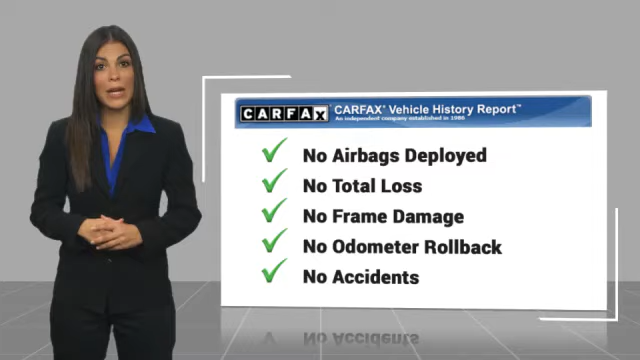 CARFAX CARFAX® Vehicle History Report™
An independent company established in 1986
No Airbags Deployed
No Total Loss
No Frame Damage
No Odometer Rollback
No Accidents